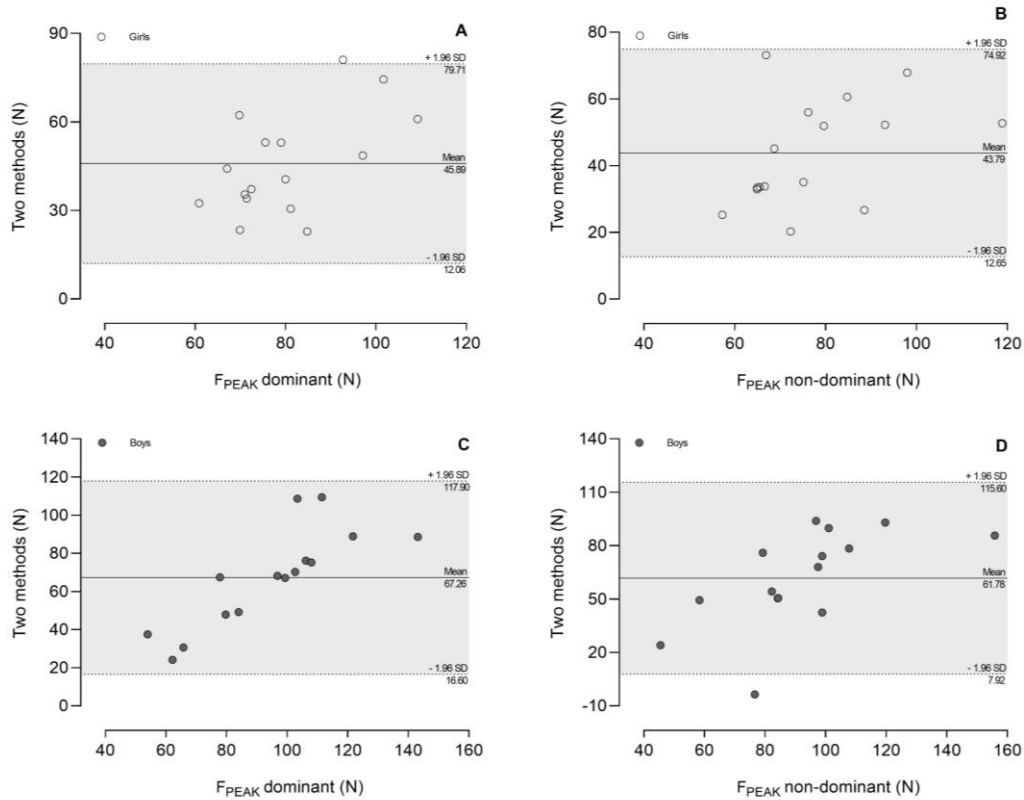 A
Girls
90
60
30
0
Two methods (N)
+ 1.96 SD
79.71
Mean
45.89
- 1.96 SD
12.06
40 60 80 100 120
F_PEAK dominant (N)
B
Girls
80
60
40
20
0
Two methods (N)
+ 1.96 SD
74.92
Mean
43.79
- 1.96 SD
12.65
40 60 80 100 120
F_PEAK non-dominant (N)
C
Boys
140
120
100
80
60
40
20
0
Two methods (N)
+ 1.96 SD
117.90
Mean
67.26
- 1.96 SD
16.60
40 60 80 100 120 140 160
F_PEAK dominant (N)
D
Boys
140
110
80
50
20
-10
Two methods (N)
+ 1.96 SD
115.60
Mean
61.78
- 1.96 SD
7.92
40 60 80 100 120 140 160
F_PEAK non-dominant (N)